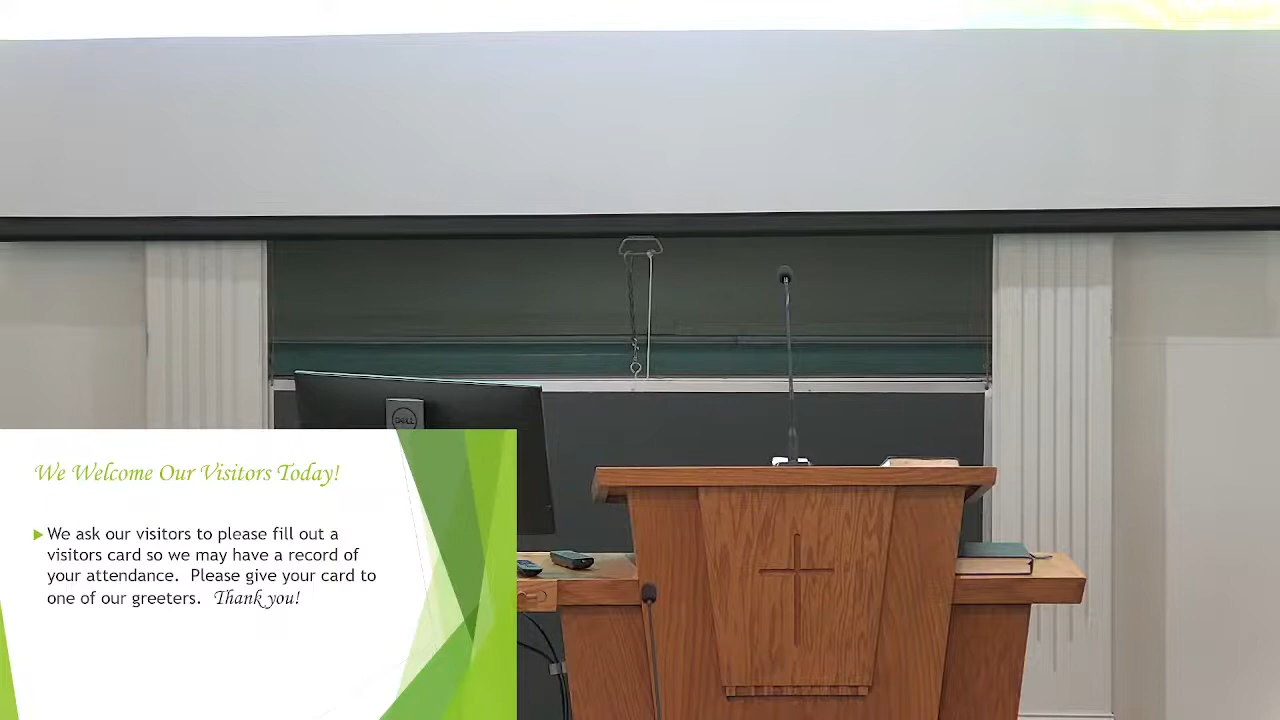 DELL
We Welcome Our Visitors Today!
We ask our visitors to please fill out a
visitors card so we may have a record of
your attendance.  Please give your card to
one of our greeters.  Thank you!